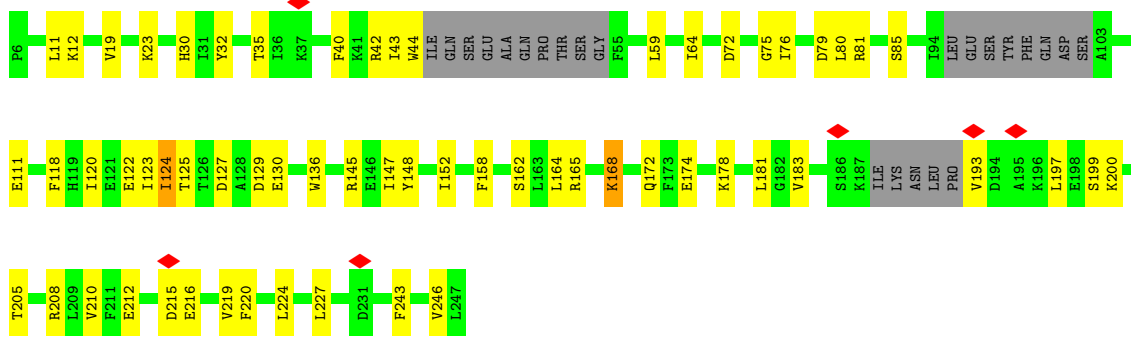 P6 L11 K12 V19 K23 H30 I31 Y32 T35 I36 K37 F40 K41 R42 I43 W44 ILE GLN SER GLU ALA GLN PRO THR SER GLY F55 L59 I64 D72 G75 I76 D79 L80 R81 S85 I94 LEU GLU SER TYR PHE GLN ASP SER A103
E111 F118 H119 I120 E121 E122 I123 I124 T125 T126 D127 A128 D129 E130 W136 R145 E146 I147 Y148 I152 F158 S162 L163 L164 R165 K168 Q172 F173 E174 K178 L181 G182 V183 S186 K187 ILE LYS ASN LEU PRO V193 D194 A195 K196 L197 E198 S199 K200
T205 R208 L209 V210 F211 E212 D215 E216 V219 F220 L224 L227 D231 F243 V246 L247